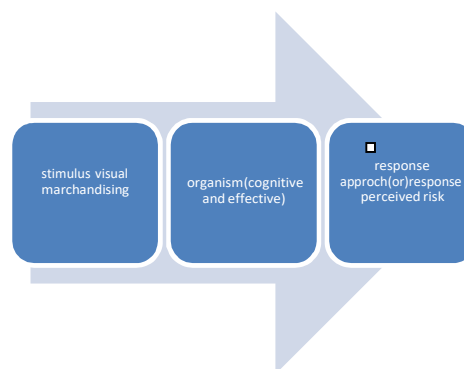 stimulus visual
marchandising
organism(cognitive
and effective)
response
approch(or)response
perceived risk